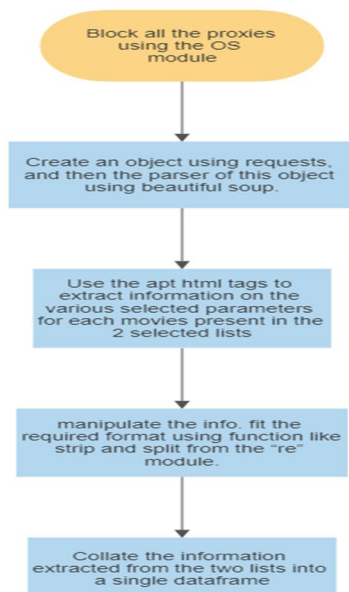 Block all the proxies
using the OS
module
Create an object using requests,
and then the parser of this object
using beautiful soup.
Use the apt html tags to
extract information on the
various selected parameters
for each movies present in the
2 selected lists
manipulate the info. fit the
required format using function like
strip and split from the “re”
module.
Collate the information
extracted from the two lists into
a single dataframe